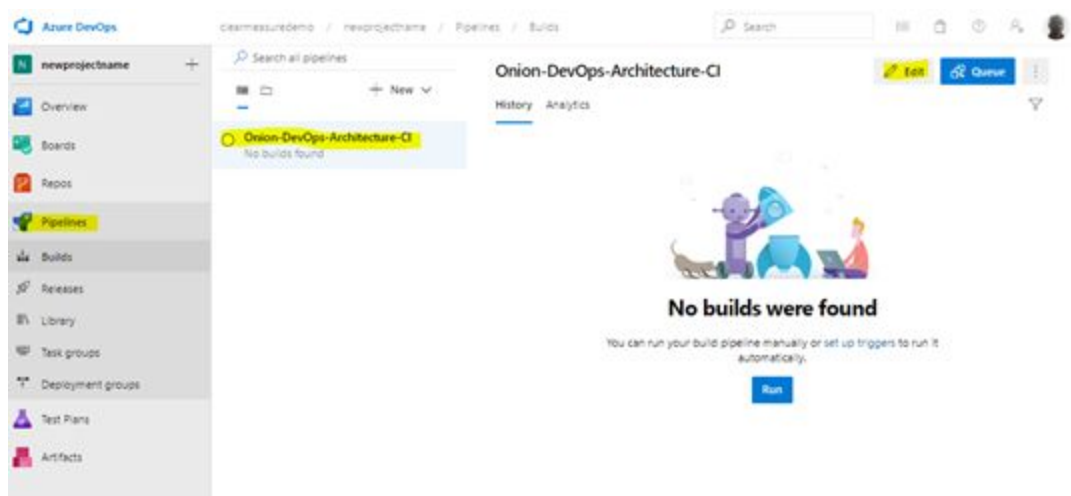 Azure DevOps
clearmeasuredemo / newprojectname / Pipelines / Builds
Search
N newprojectname +
Search all pipelines
Onion-DevOps-Architecture-CI
Edit
Queue
+ New
Overview
History Analytics
Boards
Onion-DevOps-Architecture-CI
No builds found
Repos
Pipelines
Builds
Releases
Library
Task groups
Deployment groups
Test Plans
Artifacts
No builds were found
You can run your build pipeline manually or set up triggers to run it
automatically.
Run